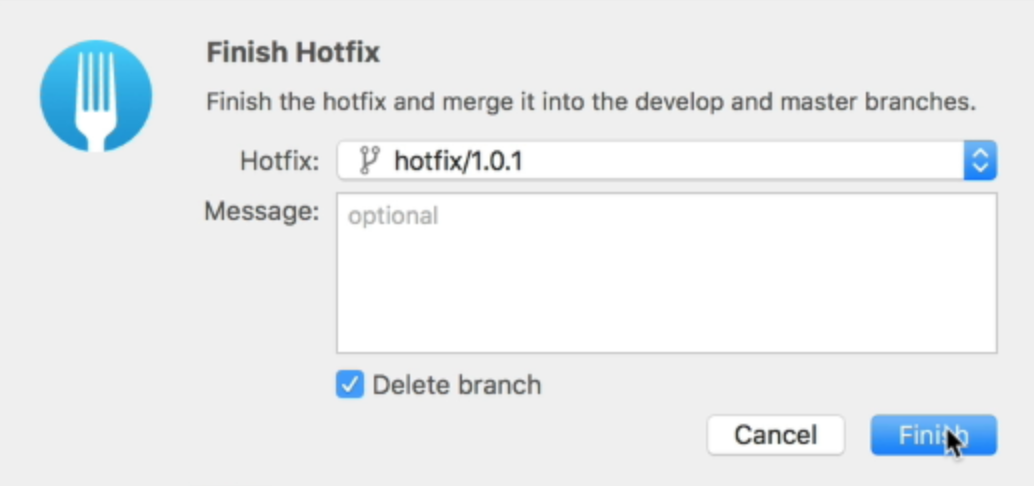 Finish Hotfix
Finish the hotfix and merge it into the develop and master branches.
Hotfix: hotfix/1.0.1
Message: optional
Delete branch
Cancel Finish